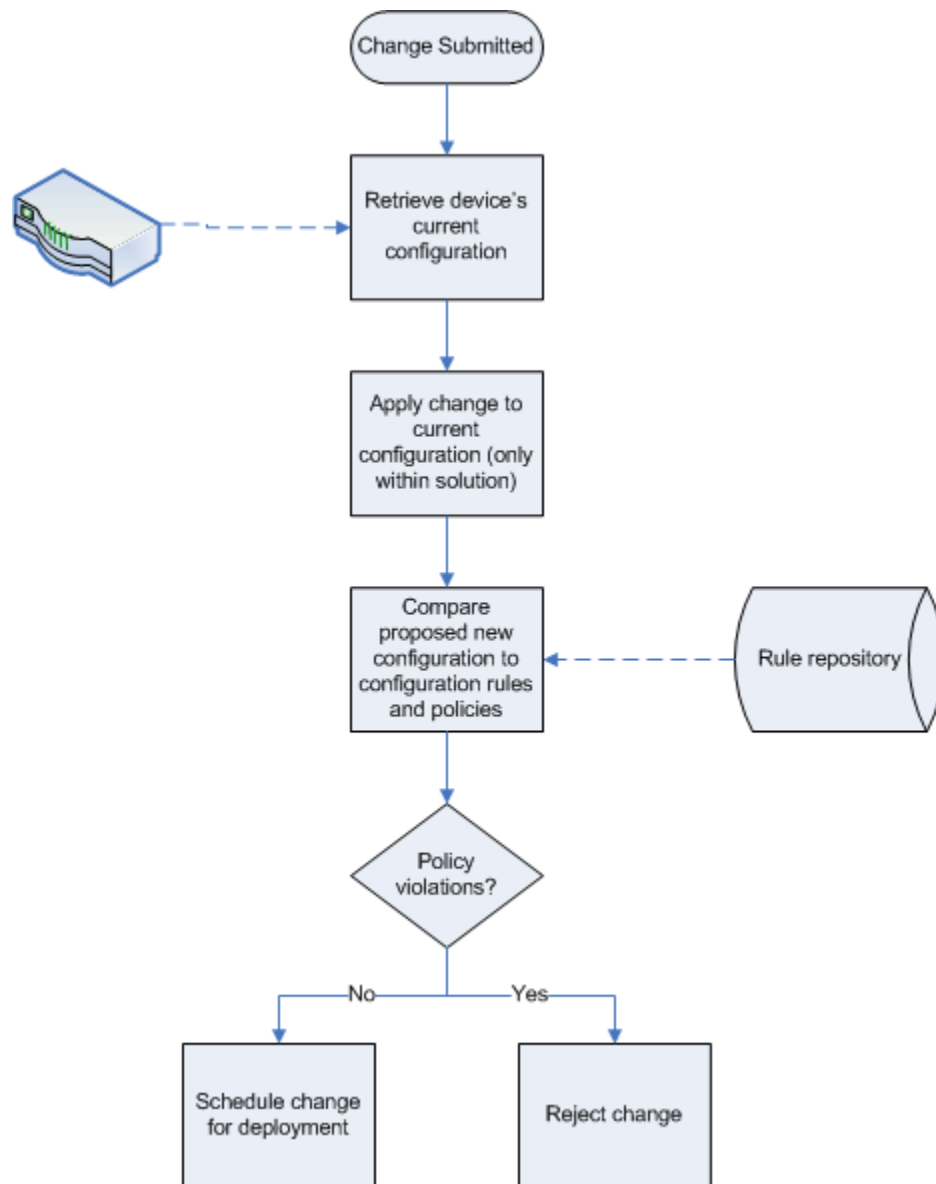 Change Submitted
Retrieve device's
current
configuration
Apply change to
current
configuration (only
within solution)
Compare
proposed new
configuration to
configuration rules
and policies
Rule repository
Policy
violations?
No
Yes
Schedule change
for deployment
Reject change